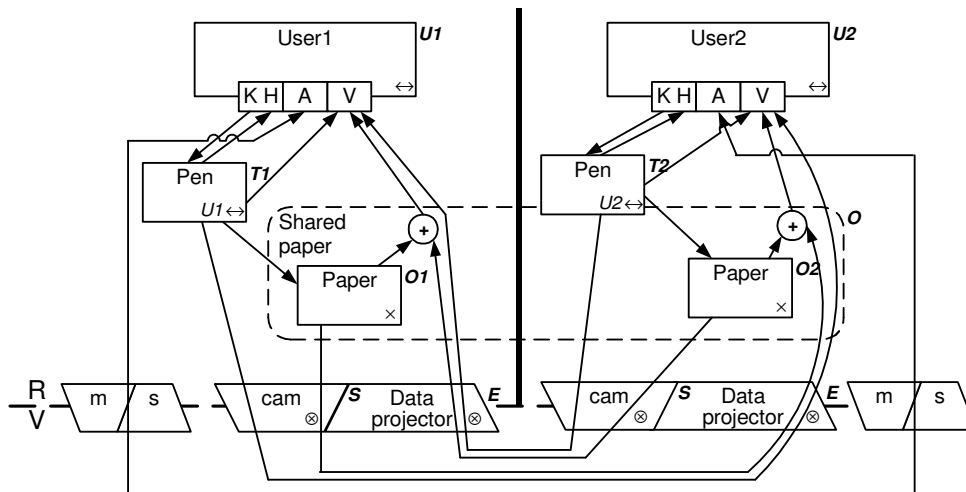 User1 U1 User2 U2
K H A V K H A V
↔ ↔
Pen T1 Pen T2
U1↔ U2↔
Shared O
paper
+ +
Paper O1 Paper O2
× ×
R
V
m s cam S Data E cam S Data E m s
projector projector
⊗ ⊗ ⊗ ⊗